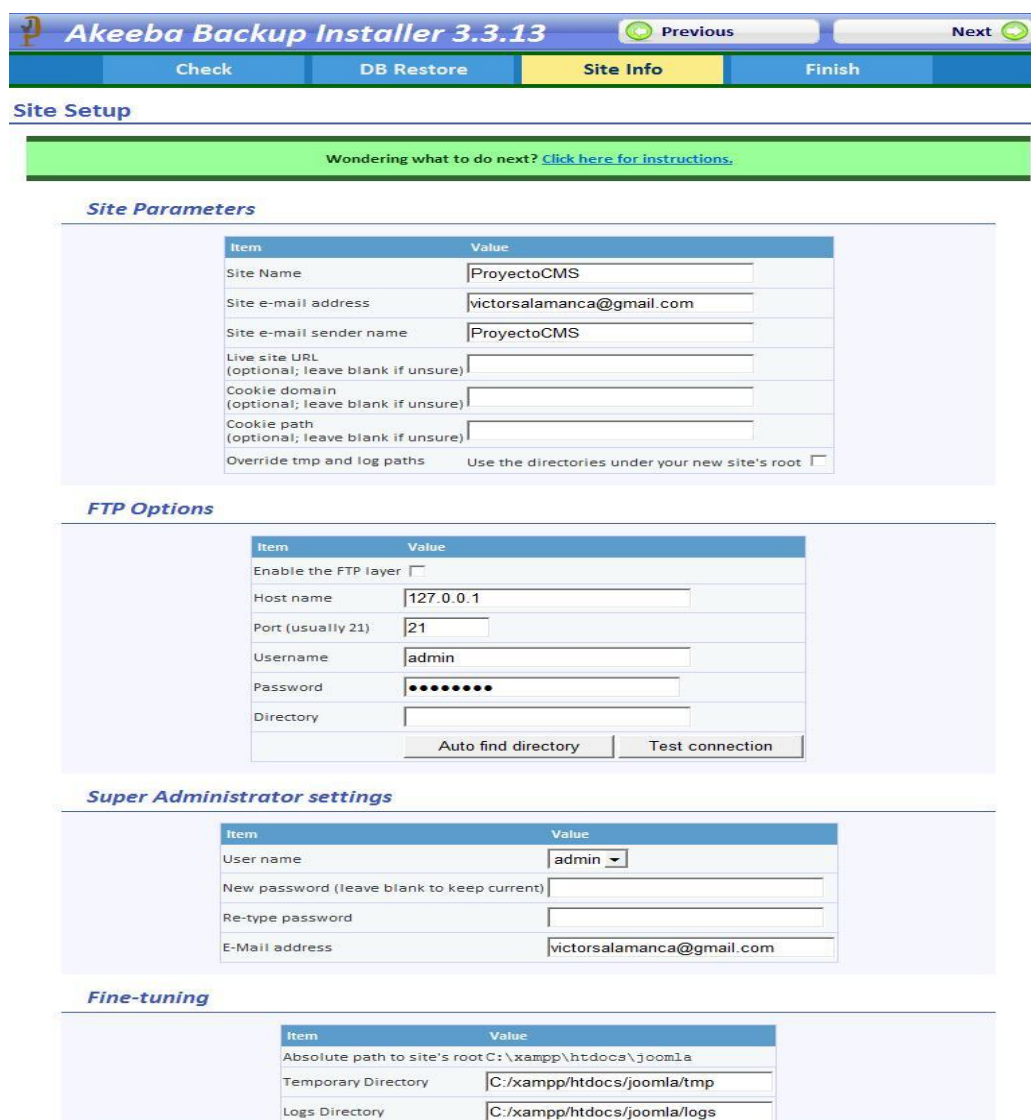 Akeeba Backup Installer 3.3.13 Previous Next
Check DB Restore Site Info Finish
Site Setup
Wondering what to do next? Click here for instructions.
Site Parameters
Item Value
Site Name ProyectoCMS
Site e-mail address victorsalamanca@gmail.com
Site e-mail sender name ProyectoCMS
Live site URL
(optional; leave blank if unsure)
Cookie domain
(optional; leave blank if unsure)
Cookie path
(optional; leave blank if unsure)
Override tmp and log paths Use the directories under your new site's root
FTP Options
Item Value
Enable the FTP layer
Host name 127.0.0.1
Port (usually 21) 21
Username admin
Password ●●●●●●●●
Directory
Auto find directory Test connection
Super Administrator settings
Item Value
User name admin
New password (leave blank to keep current)
Re-type password
E-Mail address victorsalamanca@gmail.com
Fine-tuning
Item Value
Absolute path to site's root C:\xampp\htdocs\joomla
Temporary Directory C:/xampp/htdocs/joomla/tmp
Logs Directory C:/xampp/htdocs/joomla/logs